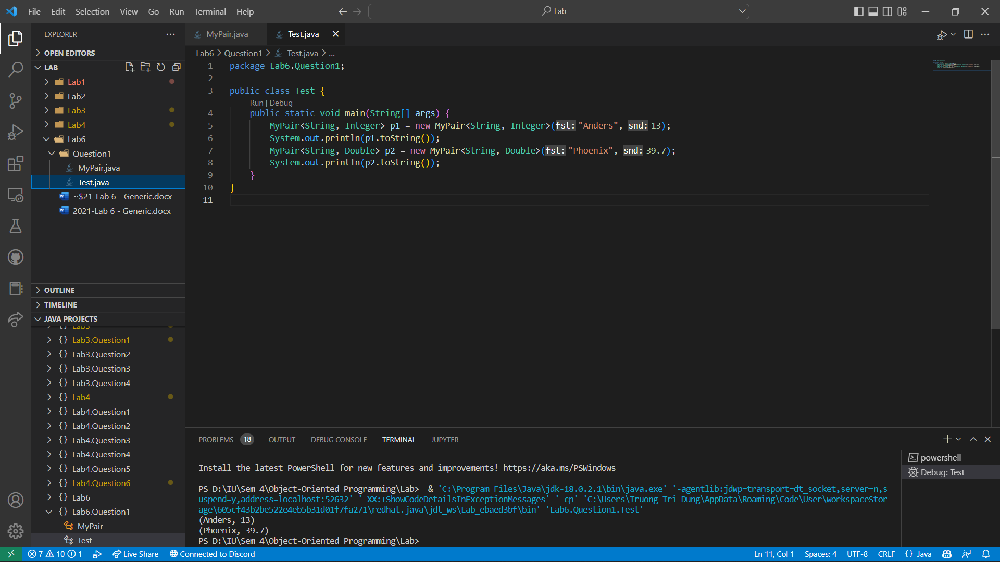 File Edit Selection View Go Run Terminal Help
Lab
EXPLORER
OPEN EDITORS
LAB
Lab1
Lab2
Lab3
Lab4
Lab6
Question1
MyPair.java
Test.java
~$21-Lab 6 - Generic.docx
2021-Lab 6 - Generic.docx
OUTLINE
TIMELINE
JAVA PROJECTS
{} Lab3
{} Lab3.Question1
{} Lab3.Question2
{} Lab3.Question3
{} Lab3.Question4
{} Lab4
{} Lab4.Question1
{} Lab4.Question2
{} Lab4.Question3
{} Lab4.Question4
{} Lab4.Question5
{} Lab4.Question6
{} Lab6
{} Lab6.Question1
MyPair
Test
MyPair.java Test.java
Lab6 > Question1 > Test.java > ...
1 package Lab6.Question1;
2
3 public class Test {
Run | Debug
4 public static void main(String[] args) {
5 MyPair<String, Integer> p1 = new MyPair<String, Integer>(fst: "Anders", snd: 13);
6 System.out.println(p1.toString());
7 MyPair<String, Double> p2 = new MyPair<String, Double>(fst: "Phoenix", snd: 39.7);
8 System.out.println(p2.toString());
9 }
10 }
11
PROBLEMS 18 OUTPUT DEBUG CONSOLE TERMINAL JUPYTER
Install the latest PowerShell for new features and improvements! https://aka.ms/PSWindows
PS D:\IU\Sem 4\Object-Oriented Programming\Lab> & 'C:\Program Files\Java\jdk-18.0.2.1\bin\java.exe' '-agentlib:jdwp=transport=dt_socket,server=n,s
uspend=y,address=localhost:52632' '-XX:+ShowCodeDetailsInExceptionMessages' '-cp' 'C:\Users\Truong Tri Dung\AppData\Roaming\Code\User\workspaceStor
age\605cf43b2be522e4eb5b31d01f7fa271\redhat.java\jdt_ws\Lab_ebaed3bf\bin' 'Lab6.Question1.Test'
(Anders, 13)
(Phoenix, 39.7)
PS D:\IU\Sem 4\Object-Oriented Programming\Lab>
powershell
Debug: Test
7 10 1 Live Share Connected to Discord
Ln 11, Col 1 Spaces: 4 UTF-8 CRLF {} Java